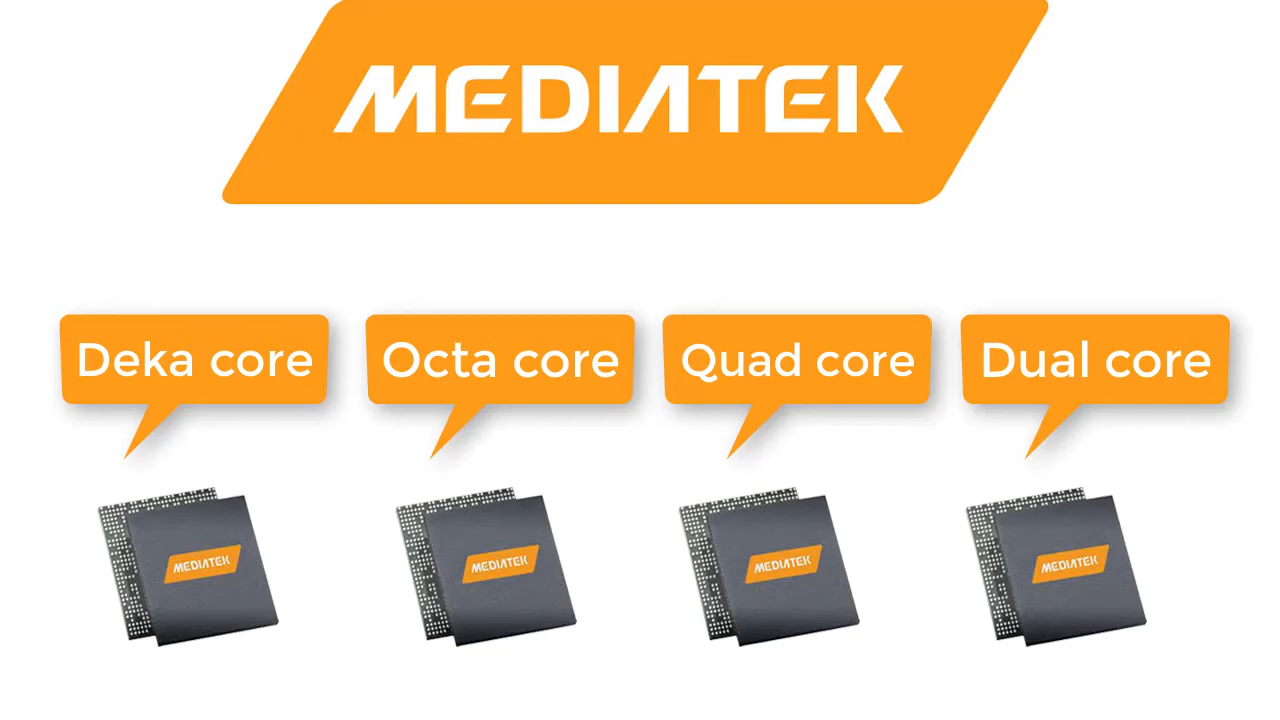 MEDIATEK
Deka core
Octa core
Quad core
Dual core
MEDIATEK
MEDIATEK
MEDIATEK
MEDIATEK